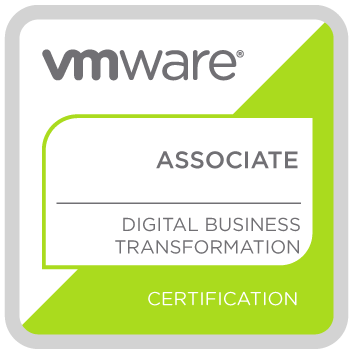 vmware®
ASSOCIATE
DIGITAL BUSINESS
TRANSFORMATION
CERTIFICATION